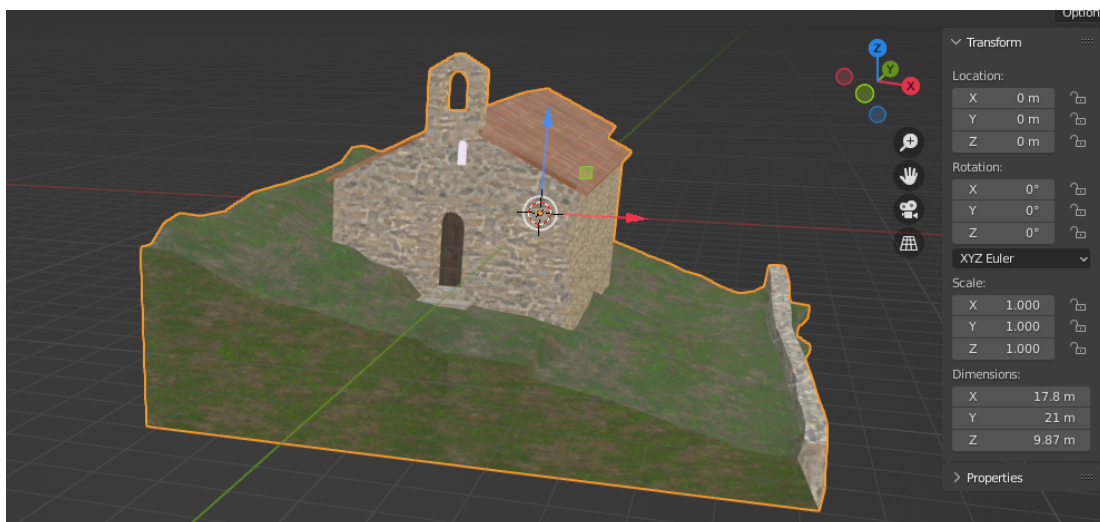 Option
Transform
Location:
X 0 m
Y 0 m
Z 0 m
Rotation:
X 0°
Y 0°
Z 0°
XYZ Euler
Scale:
X 1.000
Y 1.000
Z 1.000
Dimensions:
X 17.8 m
Y 21 m
Z 9.87 m
Properties
Z
Y
X